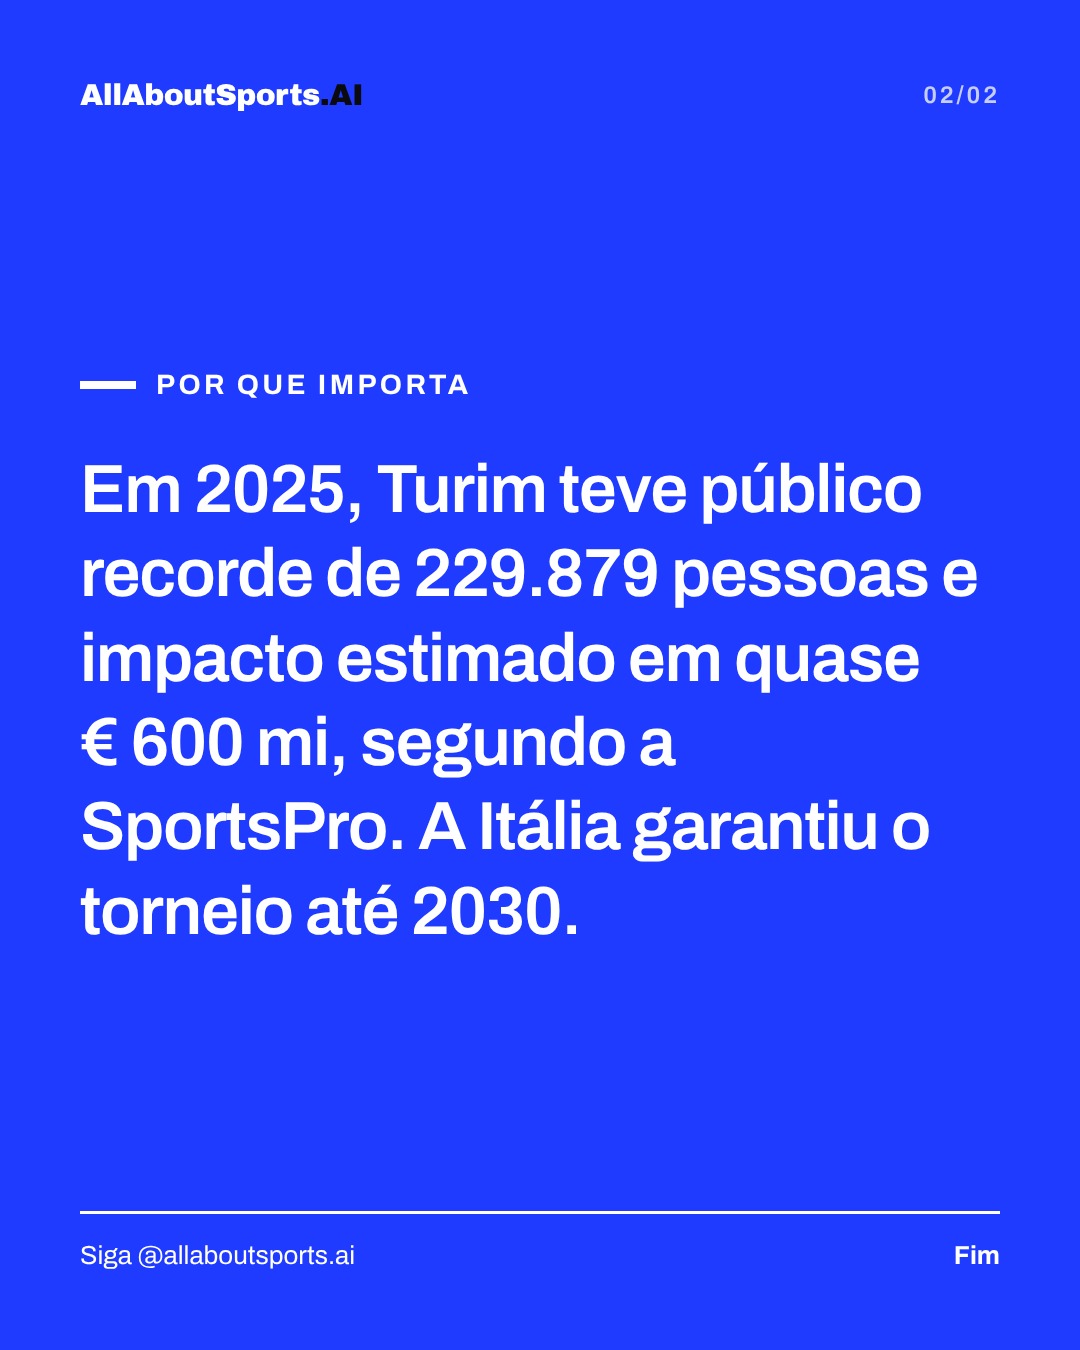 AllAboutSports.AI
02/02
POR QUE IMPORTA
Em 2025, Turim teve público
recorde de 229.879 pessoas e
impacto estimado em quase
€ 600 mi, segundo a
SportsPro. A Itália garantiu o
torneio até 2030.
Siga @allaboutsports.ai
Fim